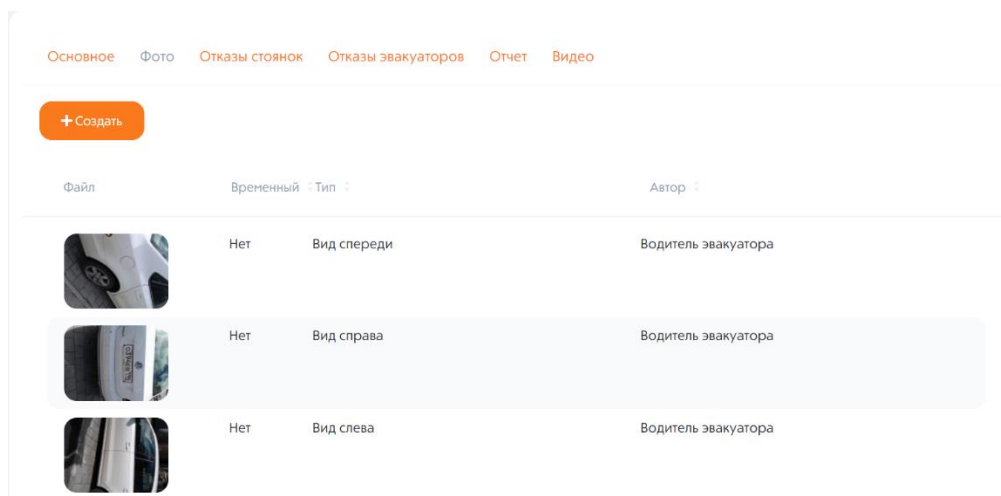 Основное Фото Отказы стоянок Отказы эвакуаторов Отчет Видео
+ Создать
Файл Временный Тип Автор
Нет Вид спереди Водитель эвакуатора
Нет Вид справа Водитель эвакуатора
Нет Вид слева Водитель эвакуатора